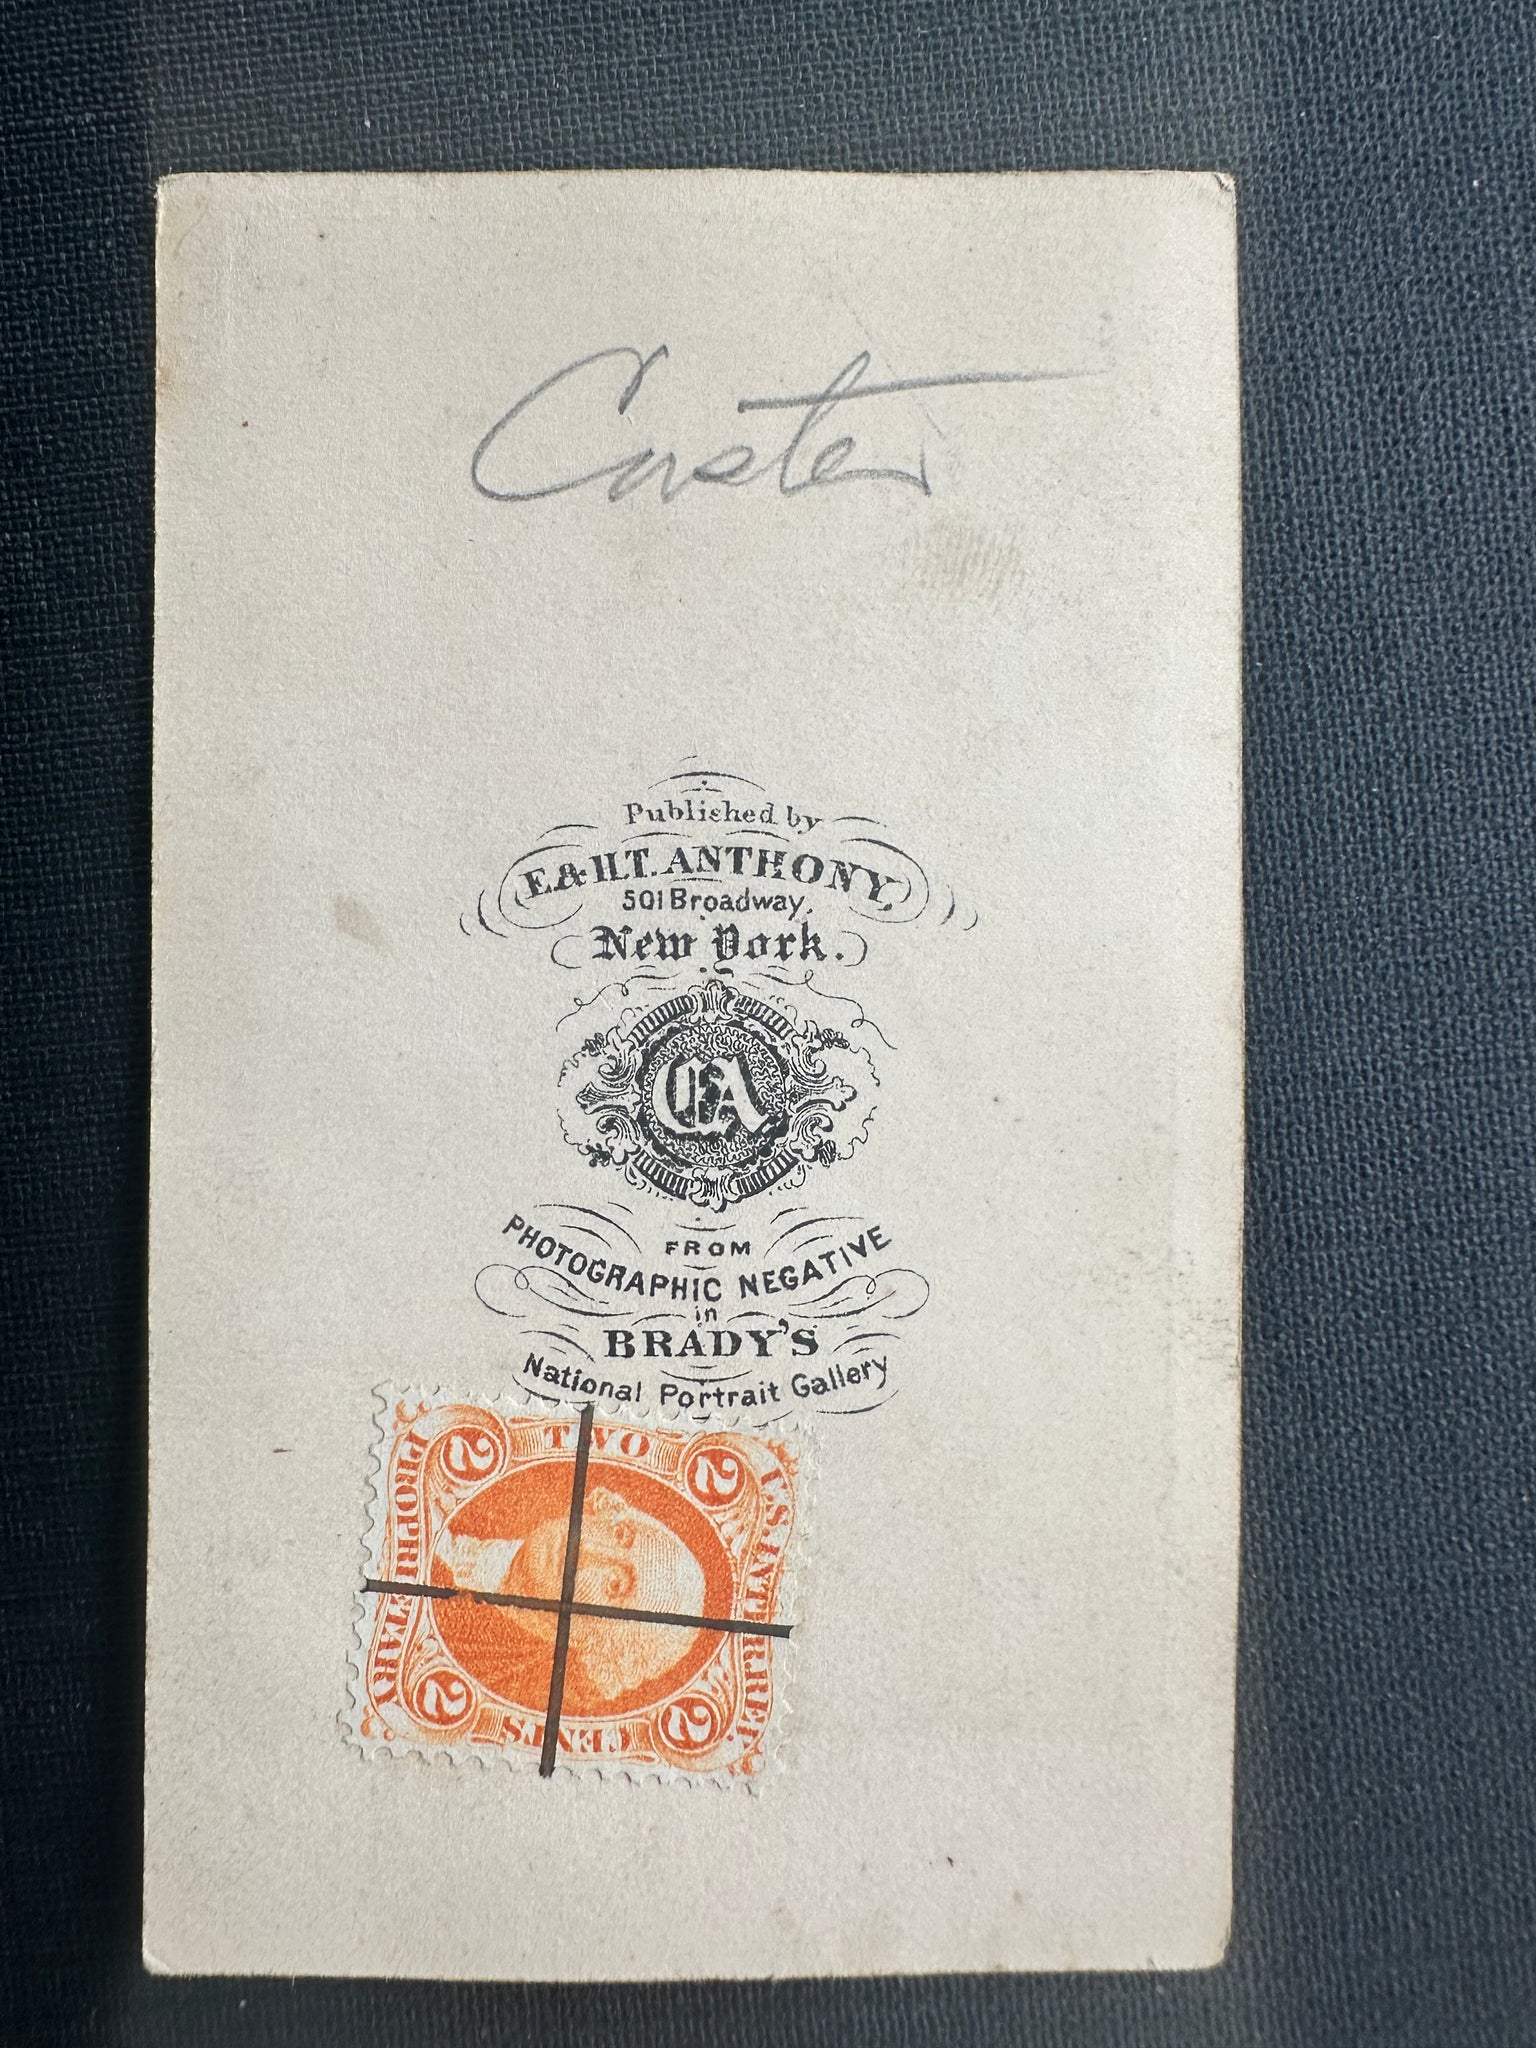 Custer
Published by
E. & H.T. ANTHONY,
501 Broadway,
New York.
EA
FROM
PHOTOGRAPHIC NEGATIVE
in
BRADY'S
National Portrait Gallery
2 TWO 2
PROPRIETARY
U.S. INTER. REV.
2 CENTS 2